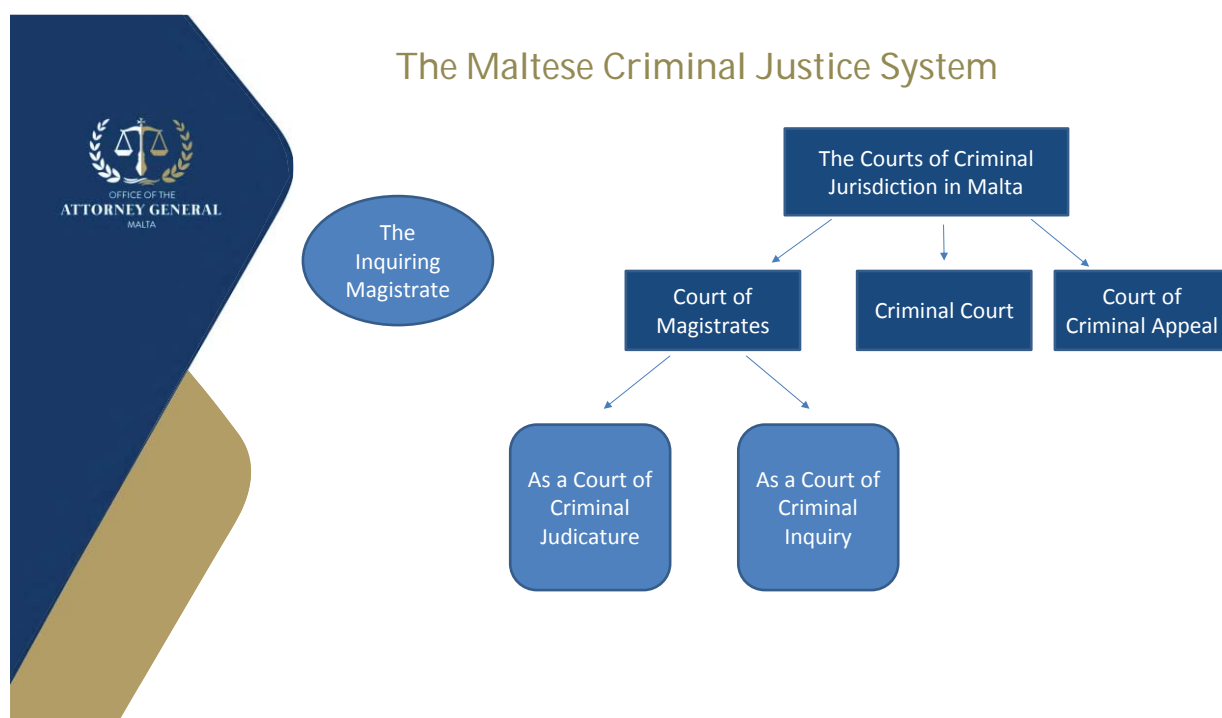 The Maltese Criminal Justice System
OFFICE OF THE
ATTORNEY GENERAL
MALTA
The
Inquiring
Magistrate
The Courts of Criminal
Jurisdiction in Malta
Court of
Magistrates
Criminal Court
Court of
Criminal Appeal
As a Court of
Criminal
Judicature
As a Court of
Criminal
Inquiry